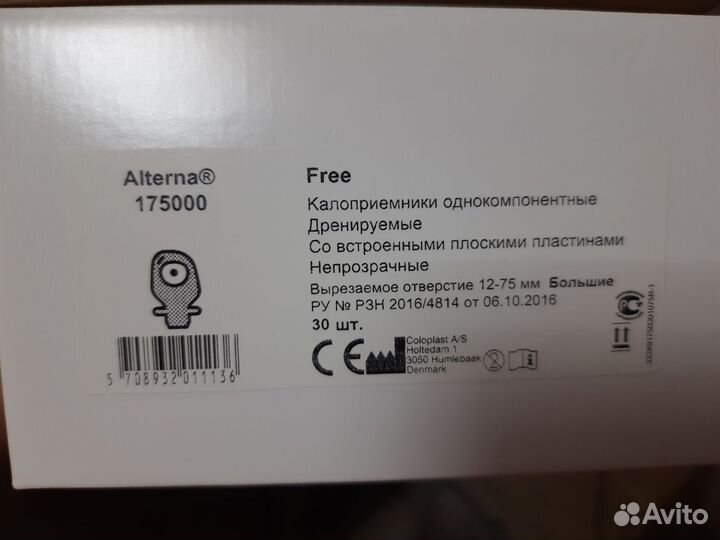 Alterna®
175000
Free
Калоприемники однокомпонентные
Дренируемые
Со встроенными плоскими пластинами
Непрозрачные
Вырезаемое отверстие 12-75 мм Большие
РУ № РЗН 2016/4814 от 06.10.2016
30 шт.
CE
Coloplast A/S
Holtedam 1
3050 Humlebaek
Denmark
5 708932 011136
Avito